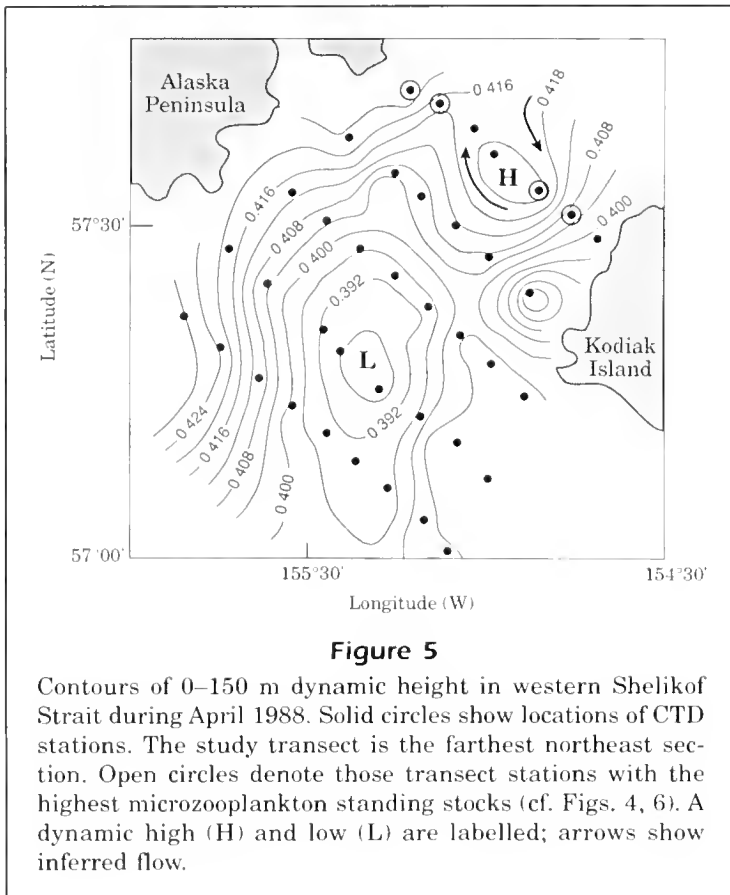 Alaska
Peninsula
0 416
0.418
0.408
H
0.416
0.400
57°30'
0.408
0.400
0.392
Latitude (N)
L
Kodiak
Island
0.392
0.424
0.416
0.408
0.400
57°00'
155°30'
154°30'
Longitude (W)
Figure 5
Contours of 0–150 m dynamic height in western Shelikof
Strait during April 1988. Solid circles show locations of CTD
stations. The study transect is the farthest northeast sec-
tion. Open circles denote those transect stations with the
highest microzooplankton standing stocks (cf. Figs. 4, 6). A
dynamic high (H) and low (L) are labelled; arrows show
inferred flow.